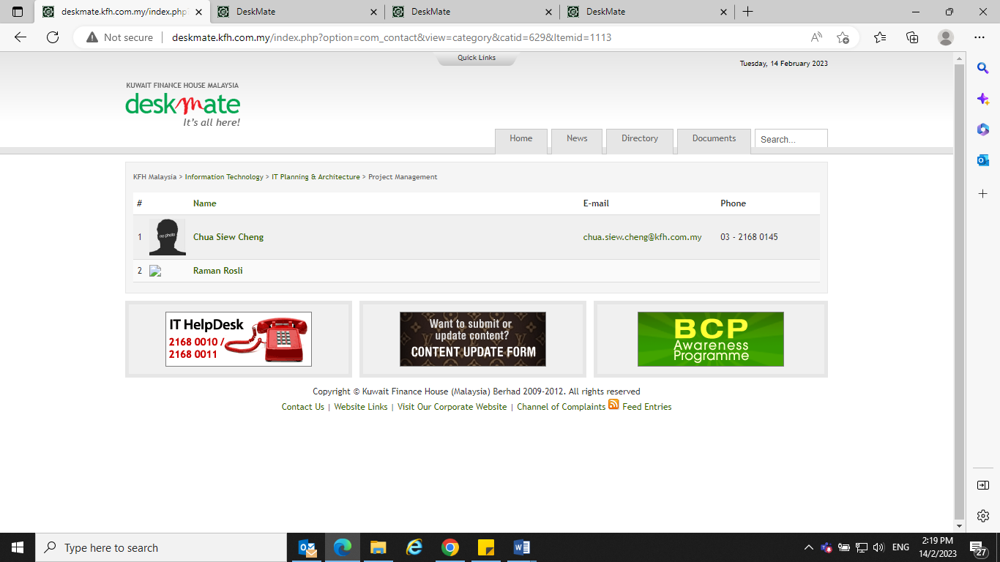 deskmate.kfh.com.my/index.php
DeskMate
DeskMate
DeskMate
Not secure
deskmate.kfh.com.my/index.php?option=com_contact&view=category&catid=629&Itemid=1113
Quick Links
Tuesday, 14 February 2023
KUWAIT FINANCE HOUSE MALAYSIA
deskmate
It's all here!
Home News Directory Documents Search...
KFH Malaysia > Information Technology > IT Planning & Architecture > Project Management
# Name E-mail Phone
1 no photo Chua Siew Cheng chua.siew.cheng@kfh.com.my 03 - 2168 0145
2 Raman Rosli
IT HelpDesk
2168 0010 /
2168 0011
Want to submit or
update content?
CONTENT UPDATE FORM
BCP
Awareness
Programme
Copyright © Kuwait Finance House (Malaysia) Berhad 2009-2012. All rights reserved
Contact Us | Website Links | Visit Our Corporate Website | Channel of Complaints Feed Entries
Type here to search
ENG
2:19 PM
14/2/2023
27